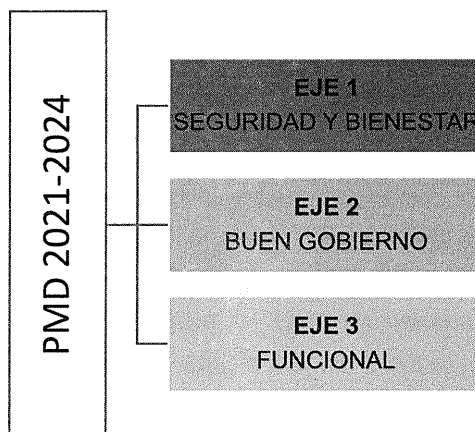 PMD 2021-2024
EJE 1
SEGURIDAD Y BIENESTAR
EJE 2
BUEN GOBIERNO
EJE 3
FUNCIONAL